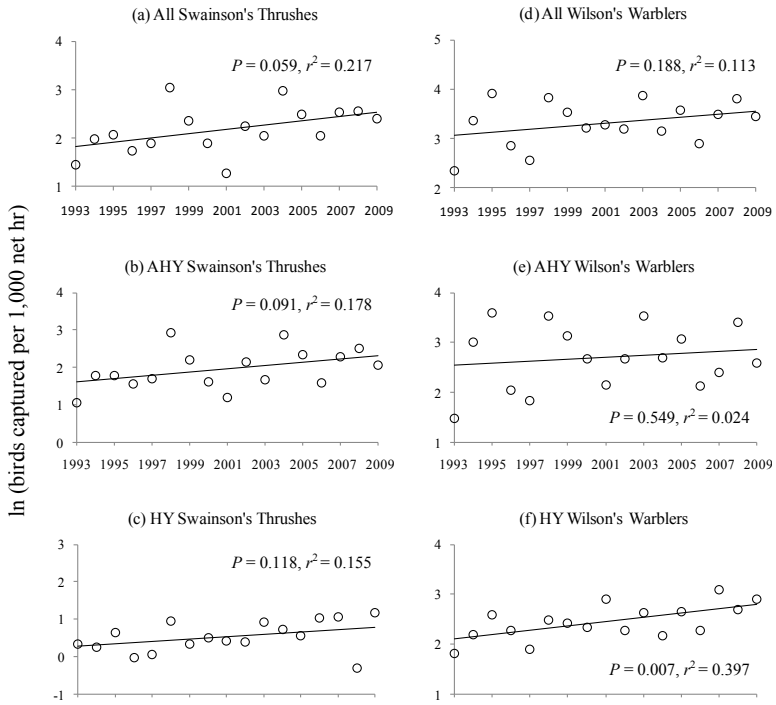 ln (birds captured per 1,000 net hr)
(a) All Swainson's Thrushes
P = 0.059, r² = 0.217
4
3
2
1
1993 1995 1997 1999 2001 2003 2005 2007 2009
(b) AHY Swainson's Thrushes
P = 0.091, r² = 0.178
4
3
2
1
0
1993 1995 1997 1999 2001 2003 2005 2007 2009
(c) HY Swainson's Thrushes
P = 0.118, r² = 0.155
3
2
1
0
-1
(d) All Wilson's Warblers
P = 0.188, r² = 0.113
5
4
3
2
1993 1995 1997 1999 2001 2003 2005 2007 2009
(e) AHY Wilson's Warblers
5
4
3
2
1
P = 0.549, r² = 0.024
1993 1995 1997 1999 2001 2003 2005 2007 2009
(f) HY Wilson's Warblers
4
3
2
1
P = 0.007, r² = 0.397